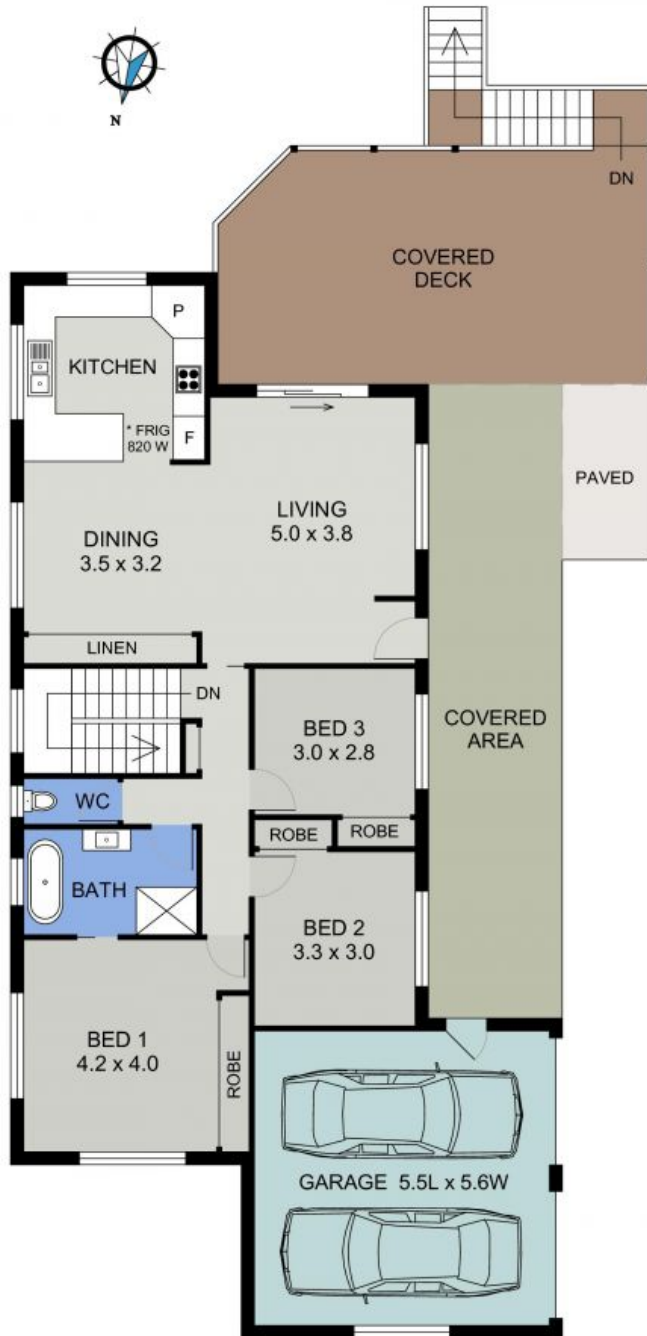 N
DN
COVERED
DECK
P
KITCHEN
* FRIG
820 W
F
PAVED
LIVING
5.0 x 3.8
DINING
3.5 x 3.2
LINEN
DN
BED 3
3.0 x 2.8
COVERED
AREA
WC
ROBE
ROBE
BATH
BED 2
3.3 x 3.0
BED 1
4.2 x 4.0
ROBE
GARAGE 5.5L x 5.6W